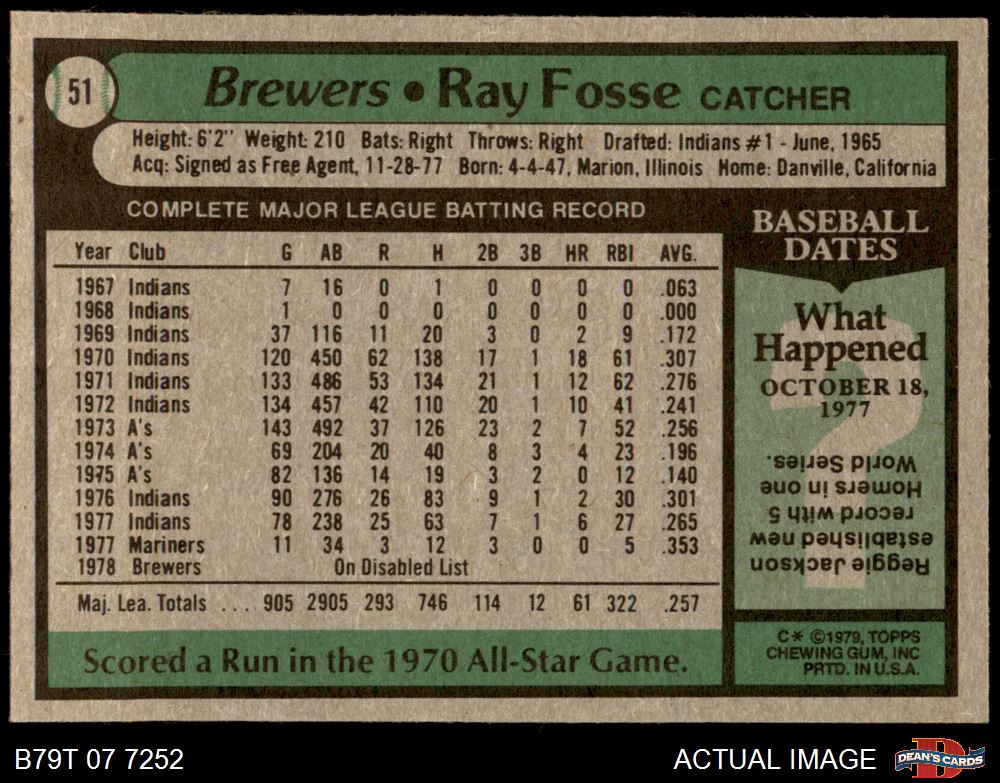 51
Brewers • Ray Fosse CATCHER
Height: 6'2" Weight: 210 Bats: Right Throws: Right Drafted: Indians #1 - June, 1965
Acq: Signed as Free Agent, 11-28-77 Born: 4-4-47, Marion, Illinois Home: Danville, California
COMPLETE MAJOR LEAGUE BATTING RECORD
Year Club G AB R H 2B 3B HR RBI AVG.
1967 Indians 7 16 0 1 0 0 0 0 .063
1968 Indians 1 0 0 0 0 0 0 0 .000
1969 Indians 37 116 11 20 3 0 2 9 .172
1970 Indians 120 450 62 138 17 1 18 61 .307
1971 Indians 133 486 53 134 21 1 12 62 .276
1972 Indians 134 457 42 110 20 1 10 41 .241
1973 A's 143 492 37 126 23 2 7 52 .256
1974 A's 69 204 20 40 8 3 4 23 .196
1975 A's 82 136 14 19 3 2 0 12 .140
1976 Indians 90 276 26 83 9 1 2 30 .301
1977 Indians 78 238 25 63 7 1 6 27 .265
1977 Mariners 11 34 3 12 3 0 0 5 .353
1978 Brewers On Disabled List
Maj. Lea. Totals .... 905 2905 293 746 114 12 61 322 .257
Scored a Run in the 1970 All-Star Game.
BASEBALL
DATES
What
Happened
OCTOBER 18,
1977
Reggie Jackson
established new
record with 5
Homers in one
World Series.
C* ©1979, TOPPS
CHEWING GUM, INC
PRTD. IN U.S.A.
B79T 07 7252
ACTUAL IMAGE
DEAN'S CARDS